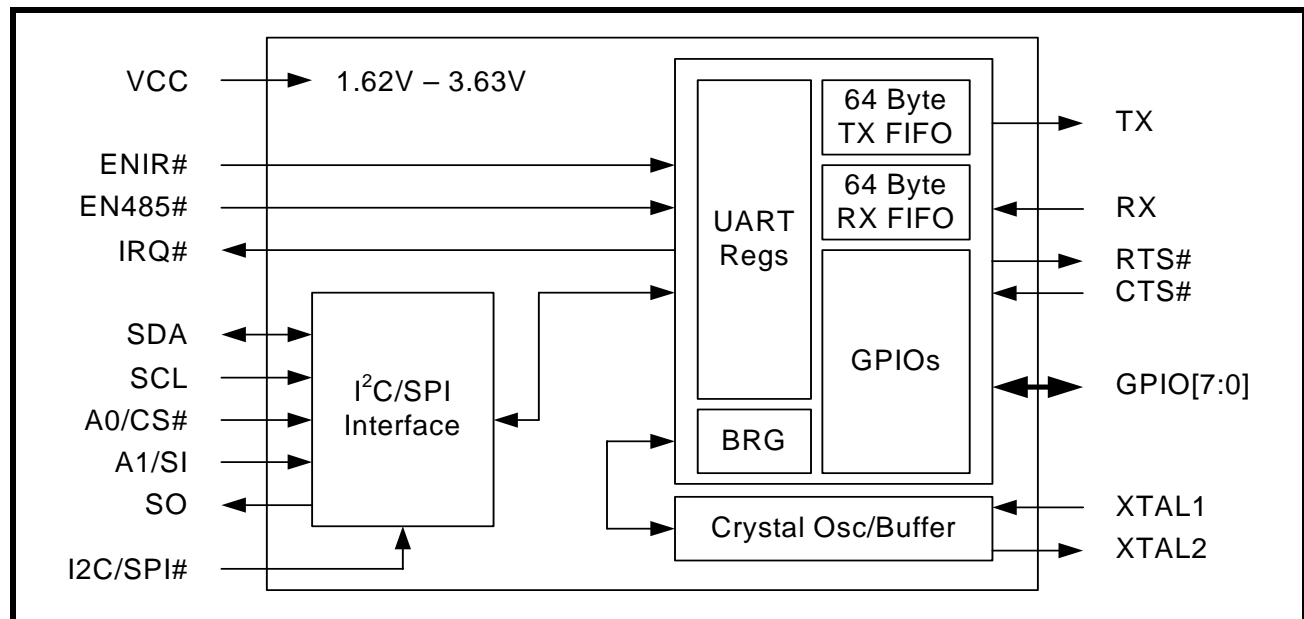 VCC
1.62V – 3.63V
ENIR#
EN485#
IRQ#
SDA
SCL
A0/CS#
A1/SI
SO
I2C/SPI#
I²C/SPI
Interface
UART
Regs
64 Byte
TX FIFO
64 Byte
RX FIFO
GPIOs
BRG
Crystal Osc/Buffer
TX
RX
RTS#
CTS#
GPIO[7:0]
XTAL1
XTAL2